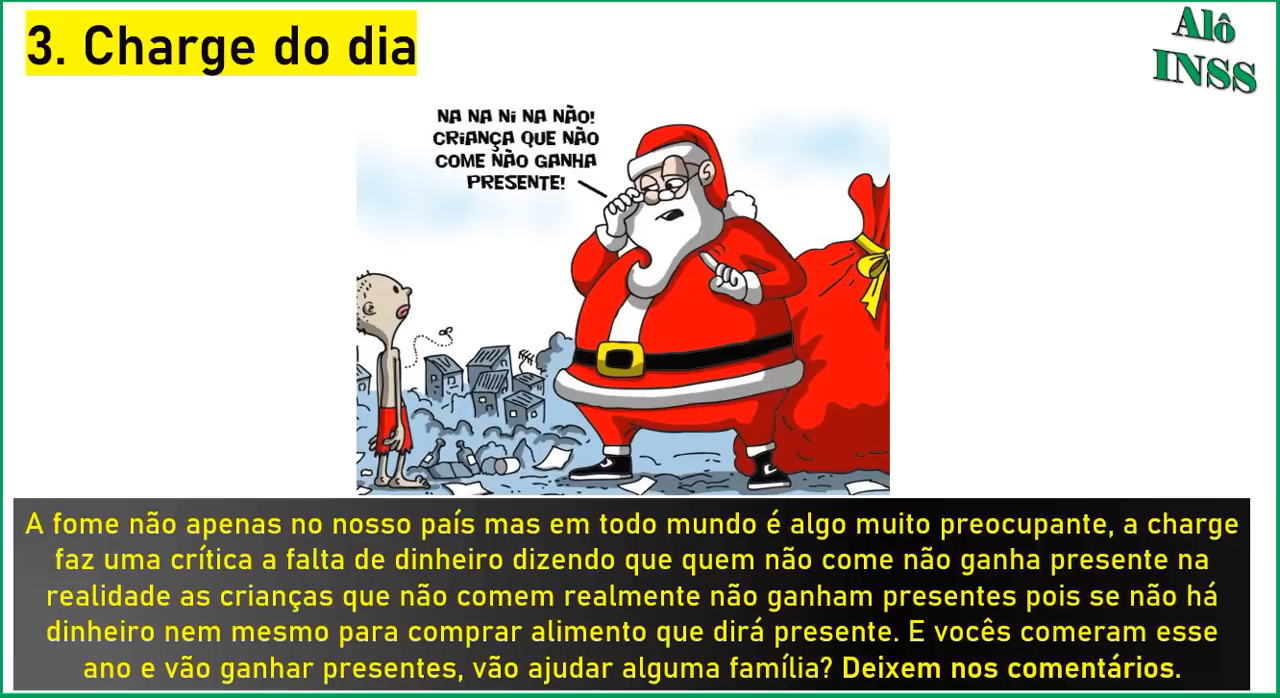 3. Charge do dia
Alô
INSS
NA NA NI NA NÃO!
CRIANÇA QUE NÃO
COME NÃO GANHA
PRESENTE!
A fome não apenas no nosso país mas em todo mundo é algo muito preocupante, a charge
faz uma crítica a falta de dinheiro dizendo que quem não come não ganha presente na
realidade as crianças que não comem realmente não ganham presentes pois se não há
dinheiro nem mesmo para comprar alimento que dirá presente. E vocês comeram esse
ano e vão ganhar presentes, vão ajudar alguma família? Deixem nos comentários.